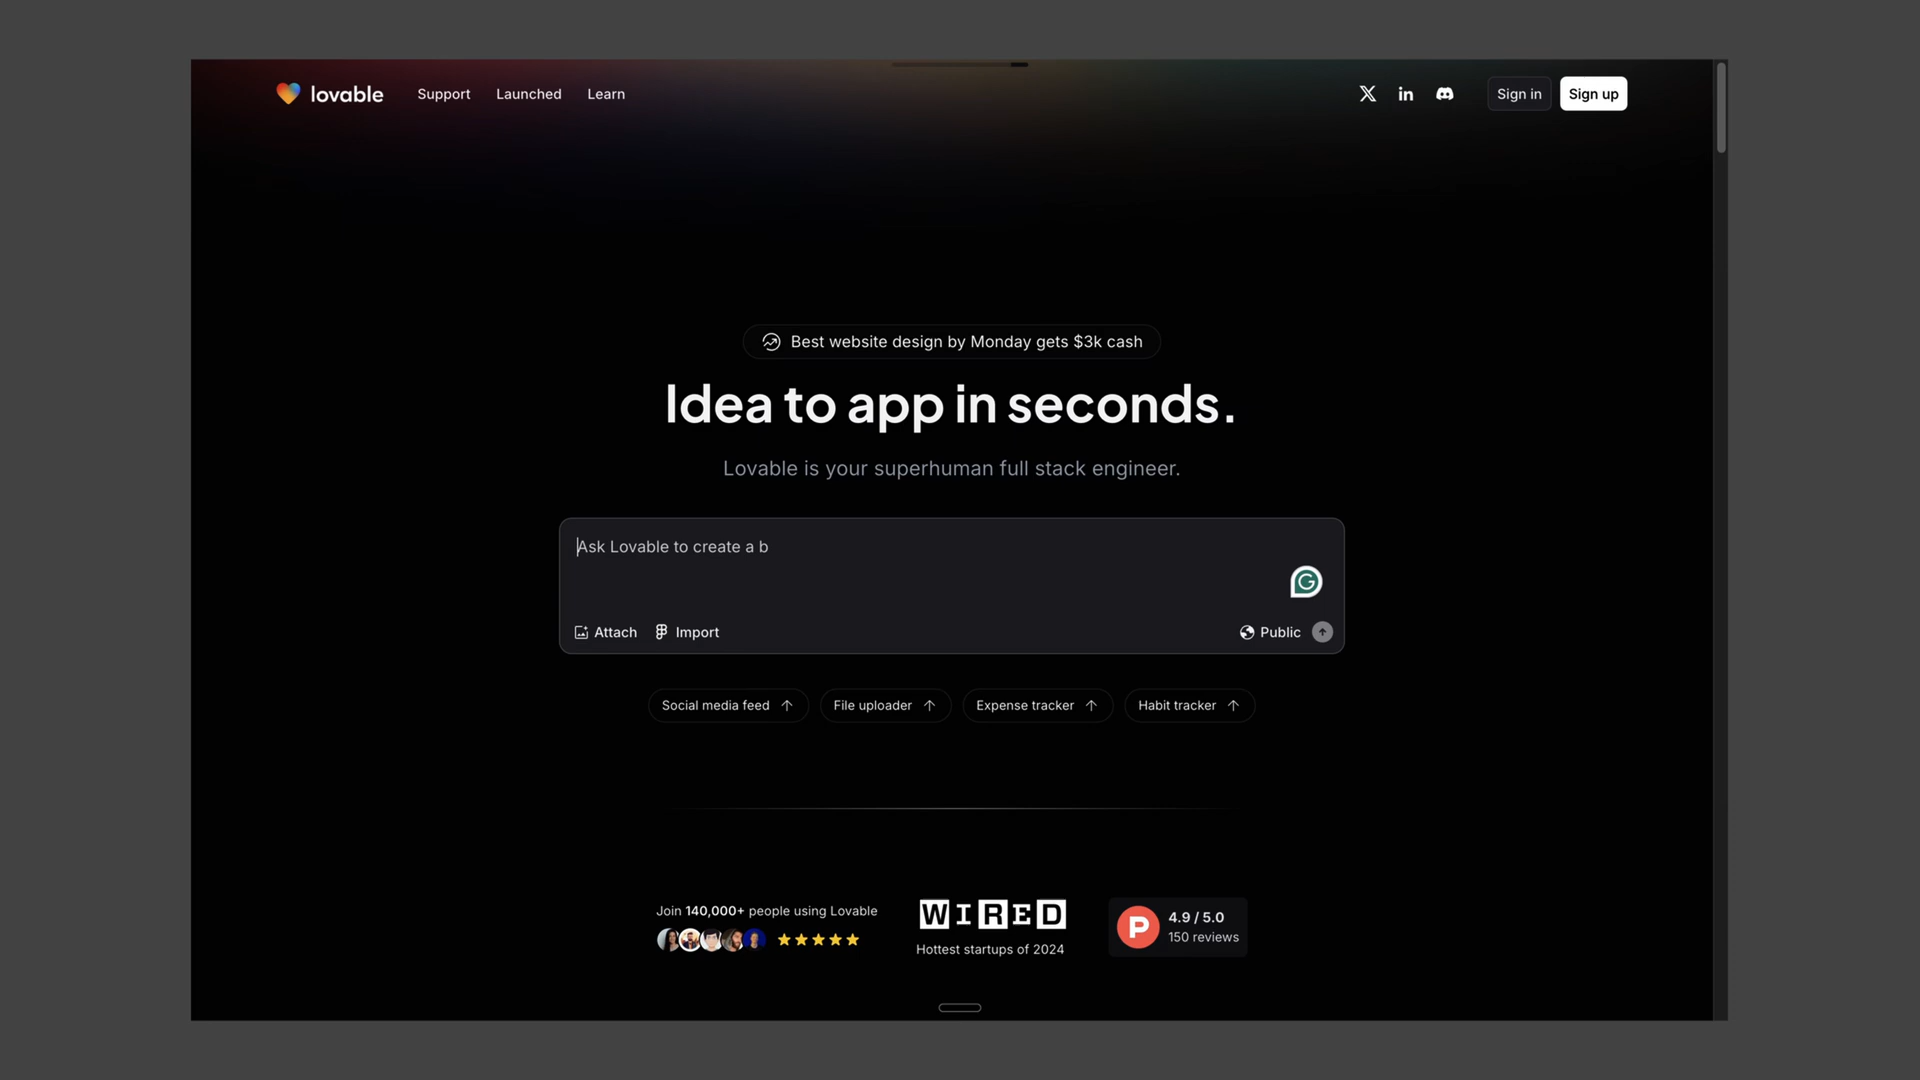 lovable
Support
Launched
Learn
Sign in
Sign up
Best website design by Monday gets $3k cash
Idea to app in seconds.
Lovable is your superhuman full stack engineer.
Ask Lovable to create a b
Attach
Import
Public
Social media feed
File uploader
Expense tracker
Habit tracker
Join 140,000+ people using Lovable
WIRED
Hottest startups of 2024
P
4.9 / 5.0
150 reviews